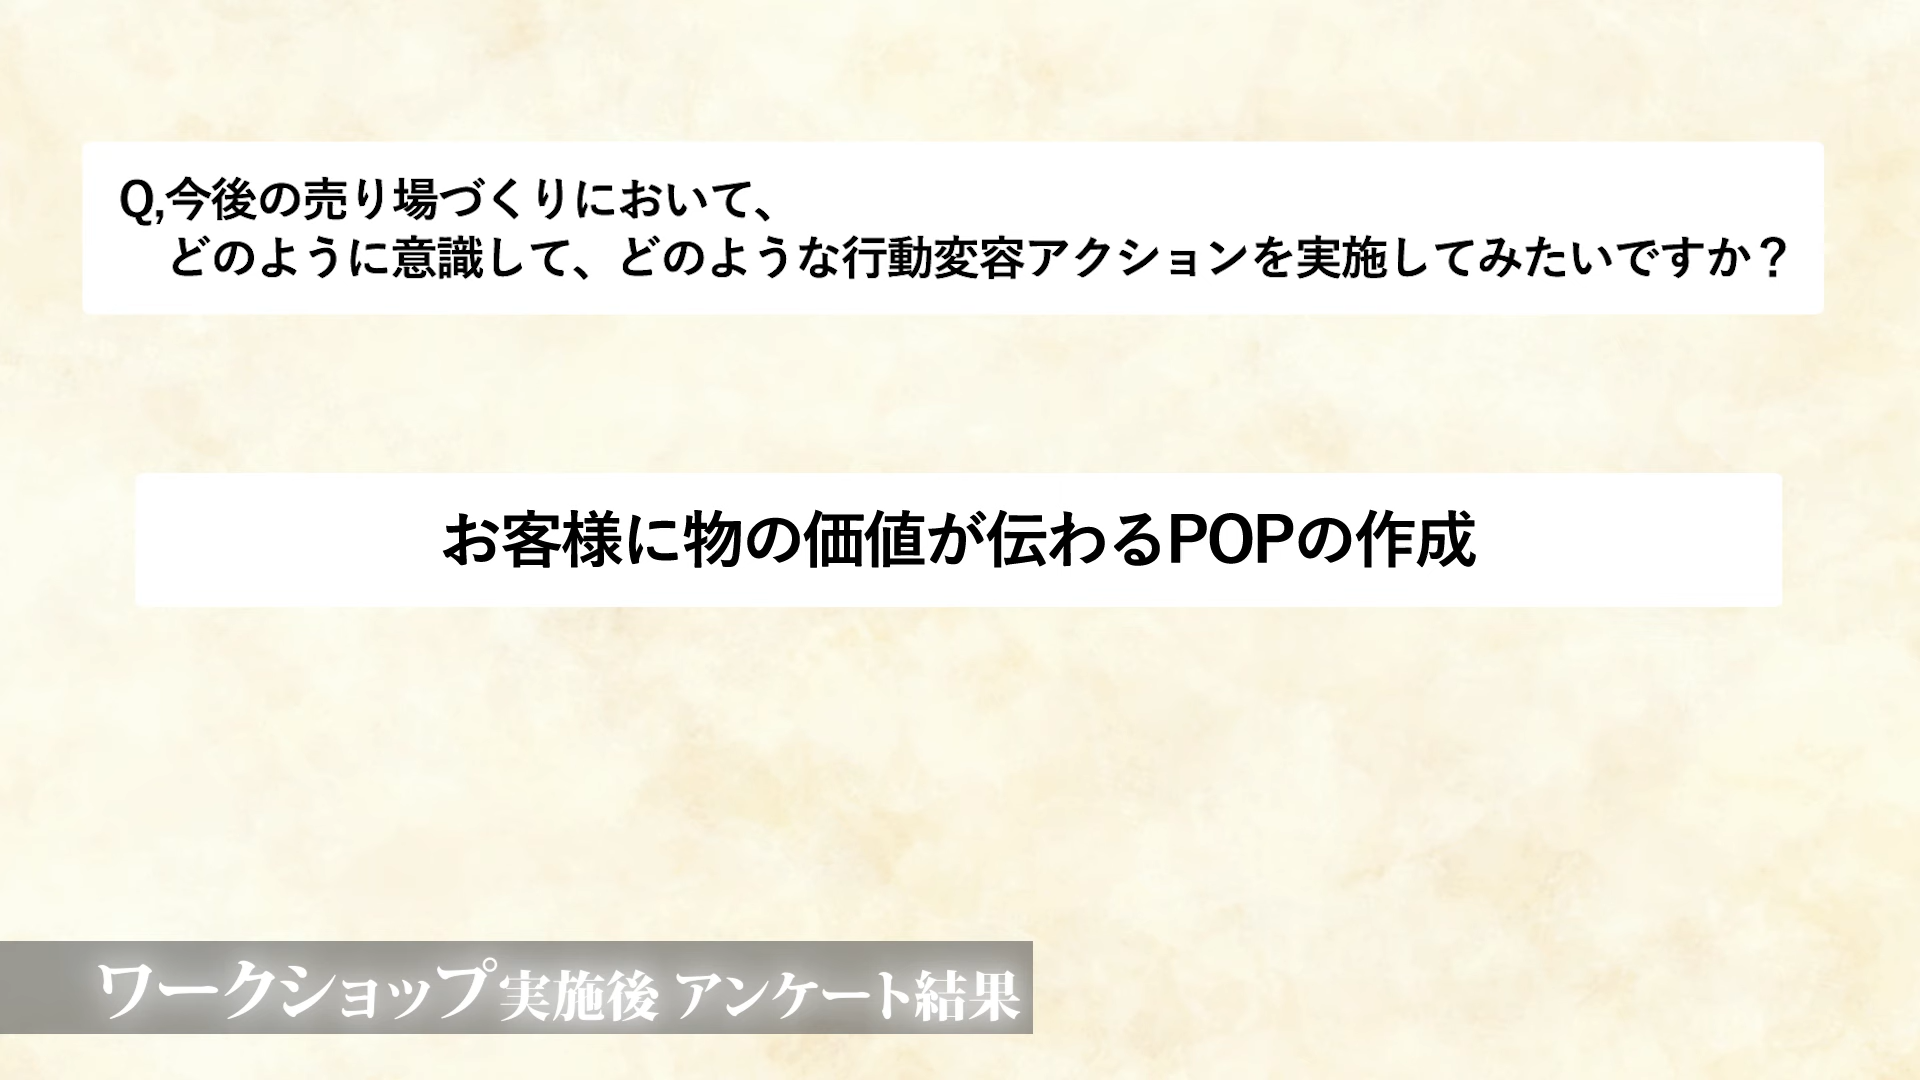 Q,今後の売り場づくりにおいて、
どのように意識して、どのような行動変容アクションを実施してみたいですか？
お客様に物の価値が伝わるPOPの作成
ワークショップ実施後 アンケート結果